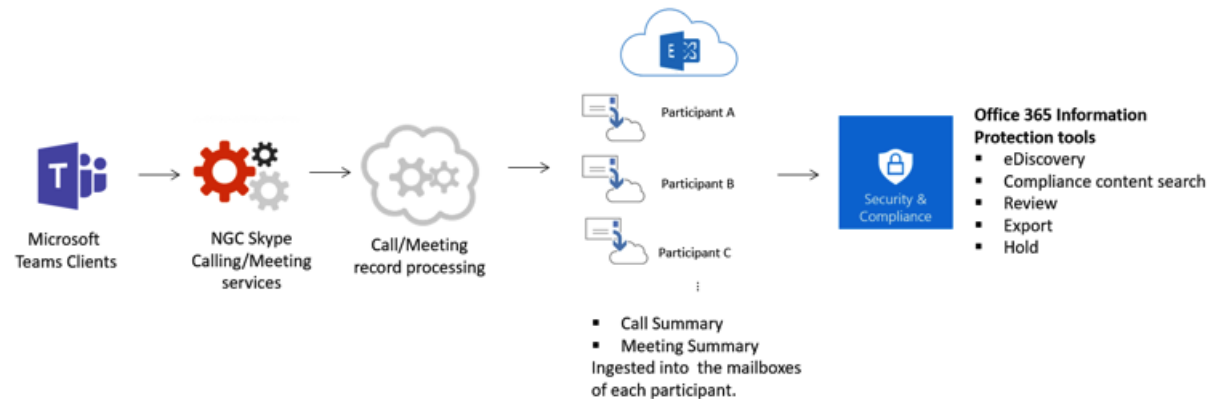 T
Microsoft
Teams Clients
NGC Skype
Calling/Meeting
services
Call/Meeting
record processing
E
Participant A
Participant B
Participant C
⋮
▪ Call Summary
▪ Meeting Summary
Ingested into the mailboxes
of each participant.
Security &
Compliance
Office 365 Information
Protection tools
▪ eDiscovery
▪ Compliance content search
▪ Review
▪ Export
▪ Hold